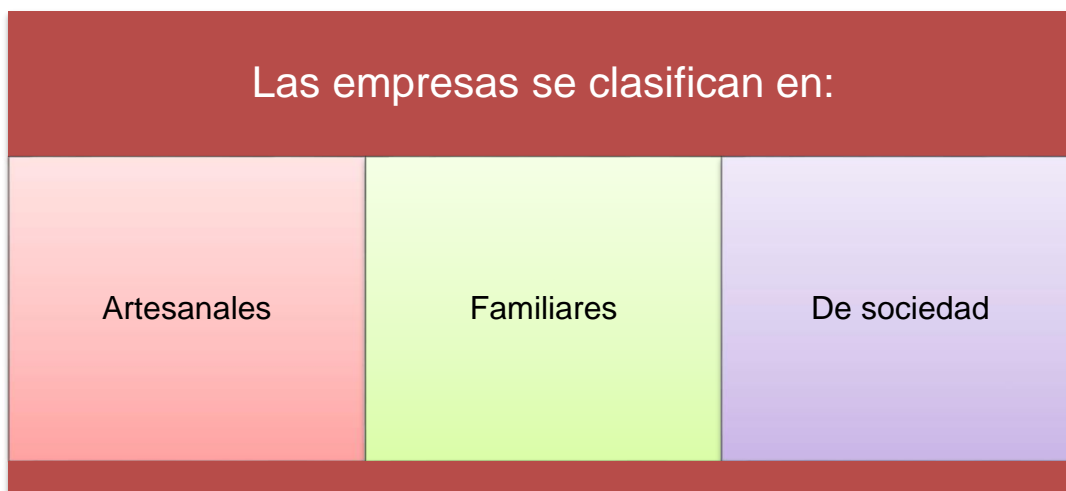 Las empresas se clasifican en:
Artesanales
Familiares
De sociedad